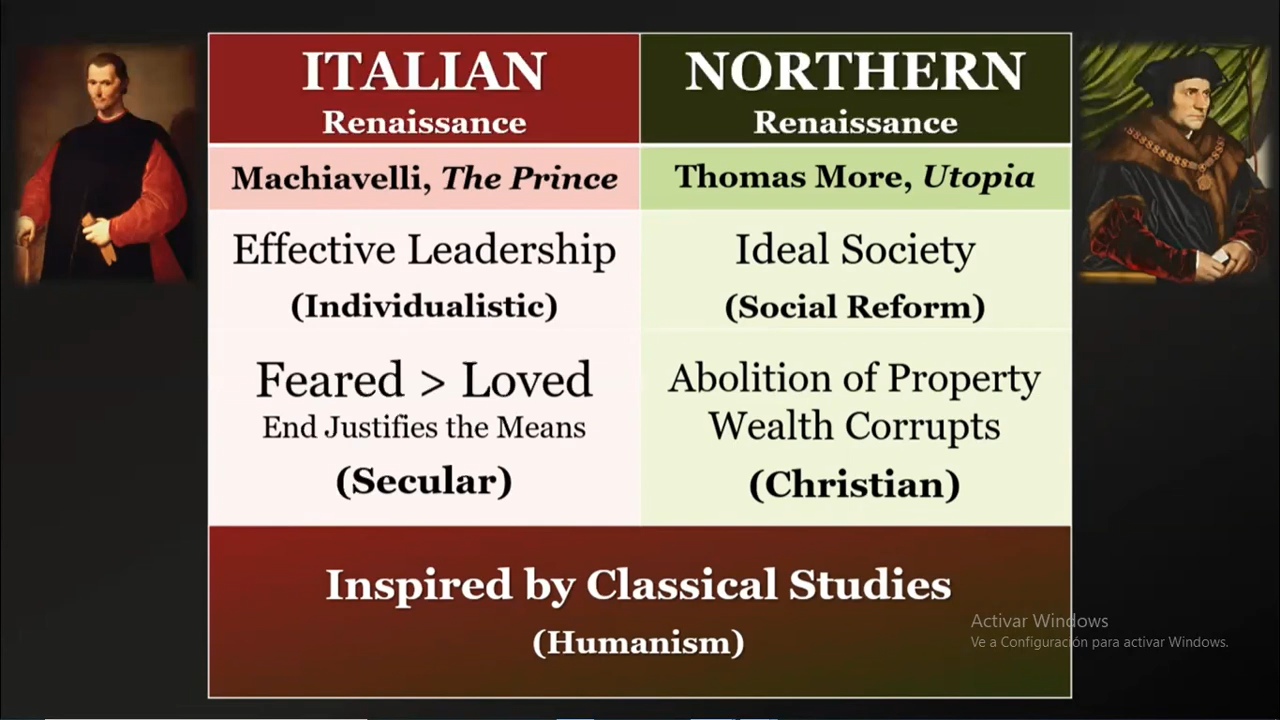 ITALIAN
Renaissance
NORTHERN
Renaissance
Machiavelli, The Prince
Thomas More, Utopia
Effective Leadership
(Individualistic)
Ideal Society
(Social Reform)
Feared > Loved
End Justifies the Means
(Secular)
Abolition of Property
Wealth Corrupts
(Christian)
Inspired by Classical Studies
(Humanism)
Activar Windows
Ve a Configuración para activar Windows.